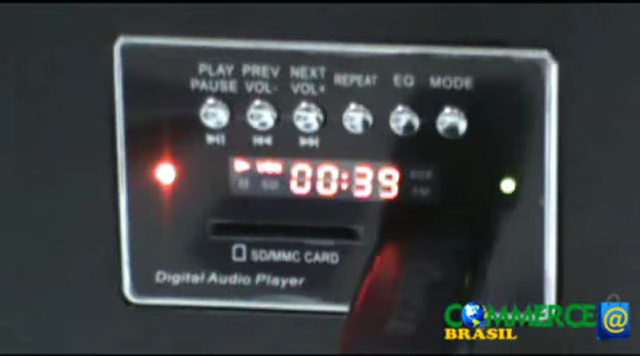 PLAY PREV NEXT REPEAT EQ MODE
PAUSE VOL- VOL+
00:39
SD/MMC CARD
Digital Audio Player
COMMERCE @
BRASIL